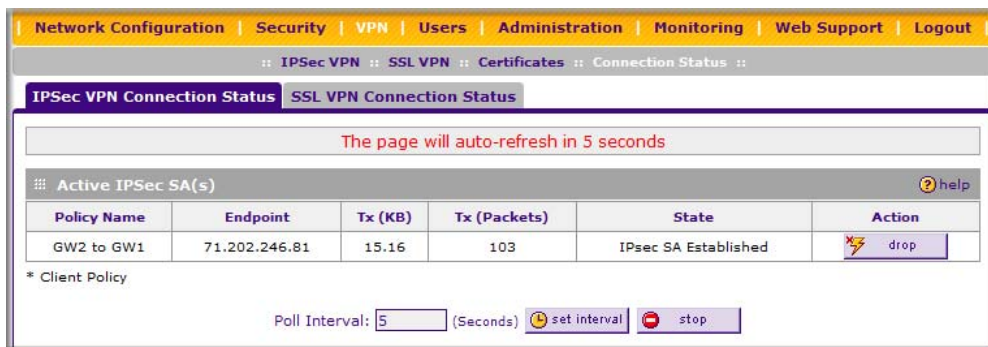 Network Configuration | Security | VPN | Users | Administration | Monitoring | Web Support | Logout
:: IPSec VPN :: SSL VPN :: Certificates :: Connection Status ::
IPSec VPN Connection Status SSL VPN Connection Status
The page will auto-refresh in 5 seconds
Active IPSec SA(s) ? help
Policy Name Endpoint Tx (KB) Tx (Packets) State Action
GW2 to GW1 71.202.246.81 15.16 103 IPsec SA Established drop
* Client Policy
Poll Interval: 5 (Seconds) set interval stop